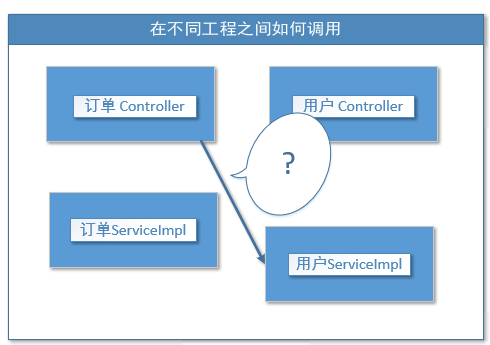 在不同工程之间如何调用
订单 Controller
用户 Controller
?
订单ServiceImpl
用户ServiceImpl